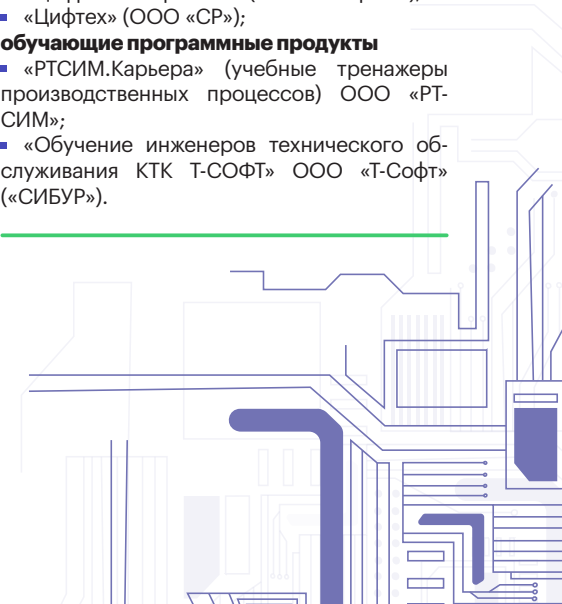 «Цифтех» (ООО «СР»);
обучающие программные продукты
«РТСИМ.Карьера» (учебные тренажеры
производственных процессов) ООО «РТ-
СИМ»;
«Обучение инженеров технического об-
служивания КТК Т-СОФТ» ООО «Т-Софт»
(«СИБУР»).